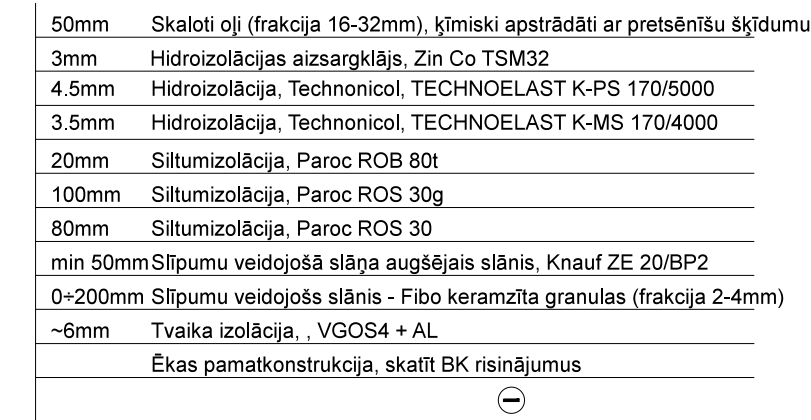 50mm Skaloti oļi (frakcija 16-32mm), ķīmiski apstrādāti ar pretsēnīšu šķīdumu
3mm Hidroizolācijas aizsargklājs, Zin Co TSM32
4.5mm Hidroizolācija, Technonicol, TECHNOELAST K-PS 170/5000
3.5mm Hidroizolācija, Technonicol, TECHNOELAST K-MS 170/4000
20mm Siltumizolācija, Paroc ROB 80t
100mm Siltumizolācija, Paroc ROS 30g
80mm Siltumizolācija, Paroc ROS 30
min 50mm Slīpumu veidojošā slāņa augšējais slānis, Knauf ZE 20/BP2
0÷200mm Slīpumu veidojošs slānis - Fibo keramzīta granulas (frakcija 2-4mm)
~6mm Tvaika izolācija, , VGOS4 + AL
Ēkas pamatkonstrukcija, skatīt BK risinājumus